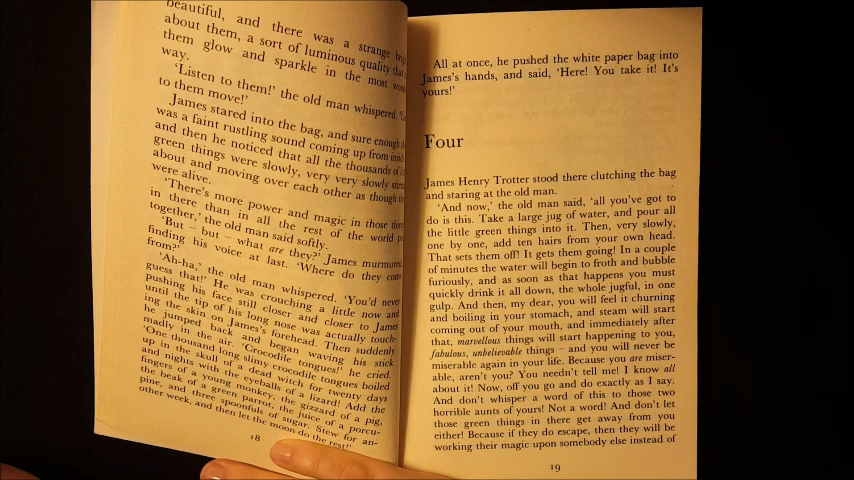 beautiful, and there was a strange
about them, a sort of luminous quality that
them glow and sparkle in the most
way.
'Listen to them!' the old man whispered.
to them move!'
James stared into the bag, and sure enough
was a faint rustling sound coming up from
and then he noticed that all the thousands of
green things were slowly, very very slowly
about and moving over each other as though
were alive.
'There's more power and magic in those
in there than in all the rest of the world
together,' the old man said softly.
'But – but – what are they?' James murmured,
finding his voice at last. 'Where do they come
from?'
'Ah-ha,' the old man whispered. 'You'd never
guess that!' He was crouching a little now and
pushing his face still closer and closer to James
until the tip of his long nose was actually touch-
ing the skin on James's forehead. Then suddenly
he jumped back and began waving his stick
madly in the air. 'Crocodile tongues!' he cried.
'One thousand long slimy crocodile tongues boiled
up in the skull of a dead witch for twenty days
and nights with the eyeballs of a lizard! Add the
fingers of a young monkey, the gizzard of a pig,
the beak of a green parrot, the juice of a porcu-
pine, and three spoonfuls of sugar. Stew for an-
other week, and then let the moon do the rest!'
18
All at once, he pushed the white paper bag into
James's hands, and said, 'Here! You take it! It's
yours!'
Four
James Henry Trotter stood there clutching the bag
and staring at the old man.
'And now,' the old man said, 'all you've got to
do is this. Take a large jug of water, and pour all
the little green things into it. Then, very slowly,
one by one, add ten hairs from your own head.
That sets them off! It gets them going! In a couple
of minutes the water will begin to froth and bubble
furiously, and as soon as that happens you must
quickly drink it all down, the whole jugful, in one
gulp. And then, my dear, you will feel it churning
and boiling in your stomach, and steam will start
coming out of your mouth, and immediately after
that, marvellous things will start happening to you,
fabulous, unbelievable things – and you will never be
miserable again in your life. Because you are miser-
able, aren't you? You needn't tell me! I know all
about it! Now, off you go and do exactly as I say.
And don't whisper a word of this to those two
horrible aunts of yours! Not a word! And don't let
those green things in there get away from you
either! Because if they do escape, then they will be
working their magic upon somebody else instead of
19